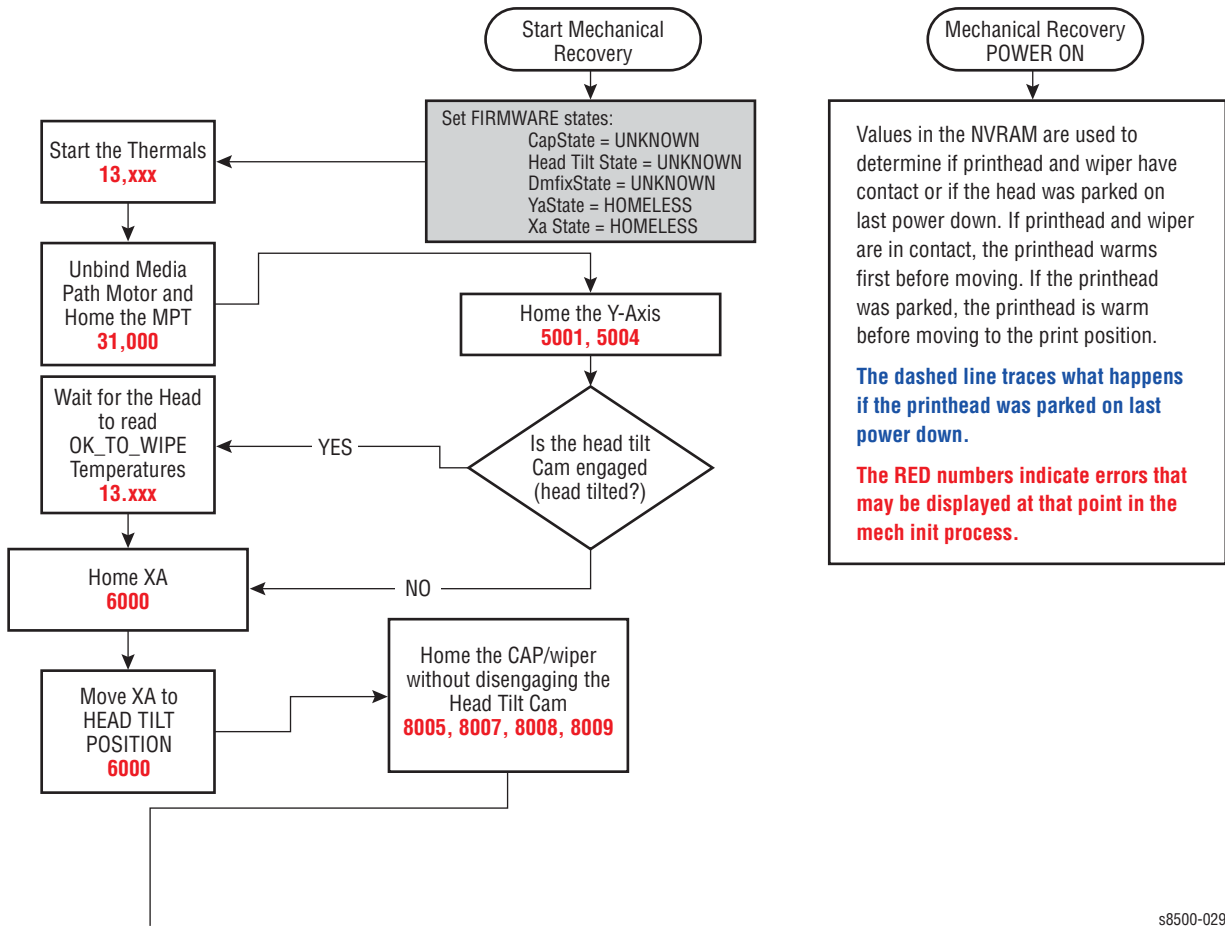 Start Mechanical
Recovery
Set FIRMWARE states:
CapState = UNKNOWN
Head Tilt State = UNKNOWN
DmfixState = UNKNOWN
YaState = HOMELESS
Xa State = HOMELESS
Start the Thermals
13,xxx
Unbind Media
Path Motor and
Home the MPT
31,000
Home the Y-Axis
5001, 5004
Is the head tilt
Cam engaged
(head tilted?)
YES
Wait for the Head
to read
OK_TO_WIPE
Temperatures
13.xxx
NO
Home XA
6000
Move XA to
HEAD TILT
POSITION
6000
Home the CAP/wiper
without disengaging the
Head Tilt Cam
8005, 8007, 8008, 8009
Mechanical Recovery
POWER ON
Values in the NVRAM are used to
determine if printhead and wiper have
contact or if the head was parked on
last power down. If printhead and wiper
are in contact, the printhead warms
first before moving. If the printhead
was parked, the printhead is warm
before moving to the print position.
The dashed line traces what happens
if the printhead was parked on last
power down.
The RED numbers indicate errors that
may be displayed at that point in the
mech init process.
s8500-029